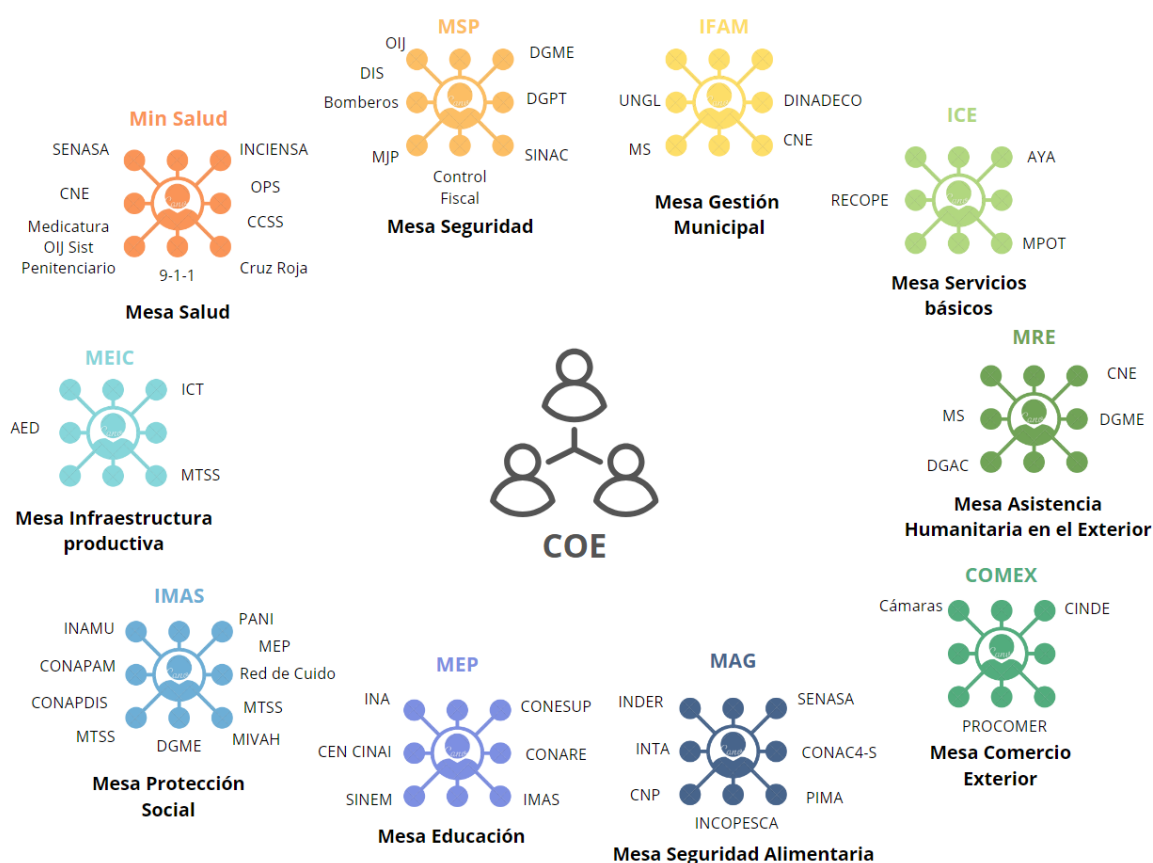 MSP
OIJ
DGME
DIS
Bomberos
DGPT
MJP
SINAC
Control
Fiscal
Mesa Seguridad
IFAM
UNGL
DINADECO
MS
CNE
Mesa Gestión
Municipal
ICE
AYA
RECOPE
MPOT
Mesa Servicios
básicos
Min Salud
SENASA
INCIENSA
CNE
OPS
CCSS
Medicatura
OIJ Sist
Penitenciario
9-1-1
Cruz Roja
Mesa Salud
MEIC
ICT
AED
MTSS
Mesa Infraestructura
productiva
COE
MRE
CNE
MS
DGME
DGAC
Mesa Asistencia
Humanitaria en el Exterior
IMAS
INAMU
PANI
MEP
CONAPAM
Red de Cuido
CONAPDIS
MTSS
MTSS
DGME
MIVAH
Mesa Protección
Social
MEP
INA
CONESUP
CEN CINAI
CONARE
SINEM
IMAS
Mesa Educación
MAG
INDER
SENASA
INTA
CONAC4-S
CNP
PIMA
INCOPESCA
Mesa Seguridad Alimentaria
COMEX
Cámaras
CINDE
PROCOMER
Mesa Comercio
Exterior